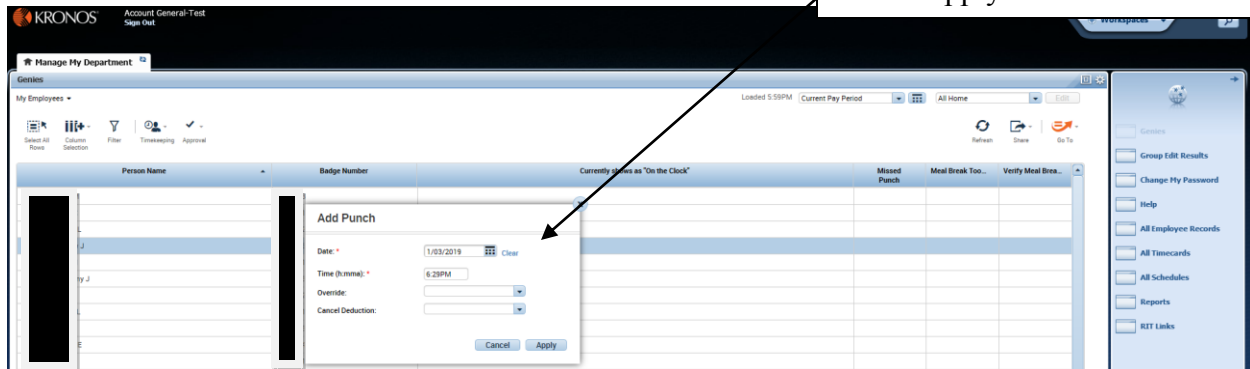 KRONOS Account General-Test
Sign Out
Workspaces
Manage My Department
Genies
My Employees Loaded 5:59PM Current Pay Period All Home Edit
Select All Rows Column Selection Filter Timekeeping Approval Refresh Share Go To
Person Name Badge Number Currently shows as "On the Clock" Missed Punch Meal Break Too... Verify Meal Brea...
J
y J
E
Add Punch
Date: * 1/03/2019 Clear
Time (h:mma): * 6:29PM
Override:
Cancel Deduction:
Cancel Apply
Genies
Group Edit Results
Change My Password
Help
All Employee Records
All Timecards
All Schedules
Reports
RIT Links